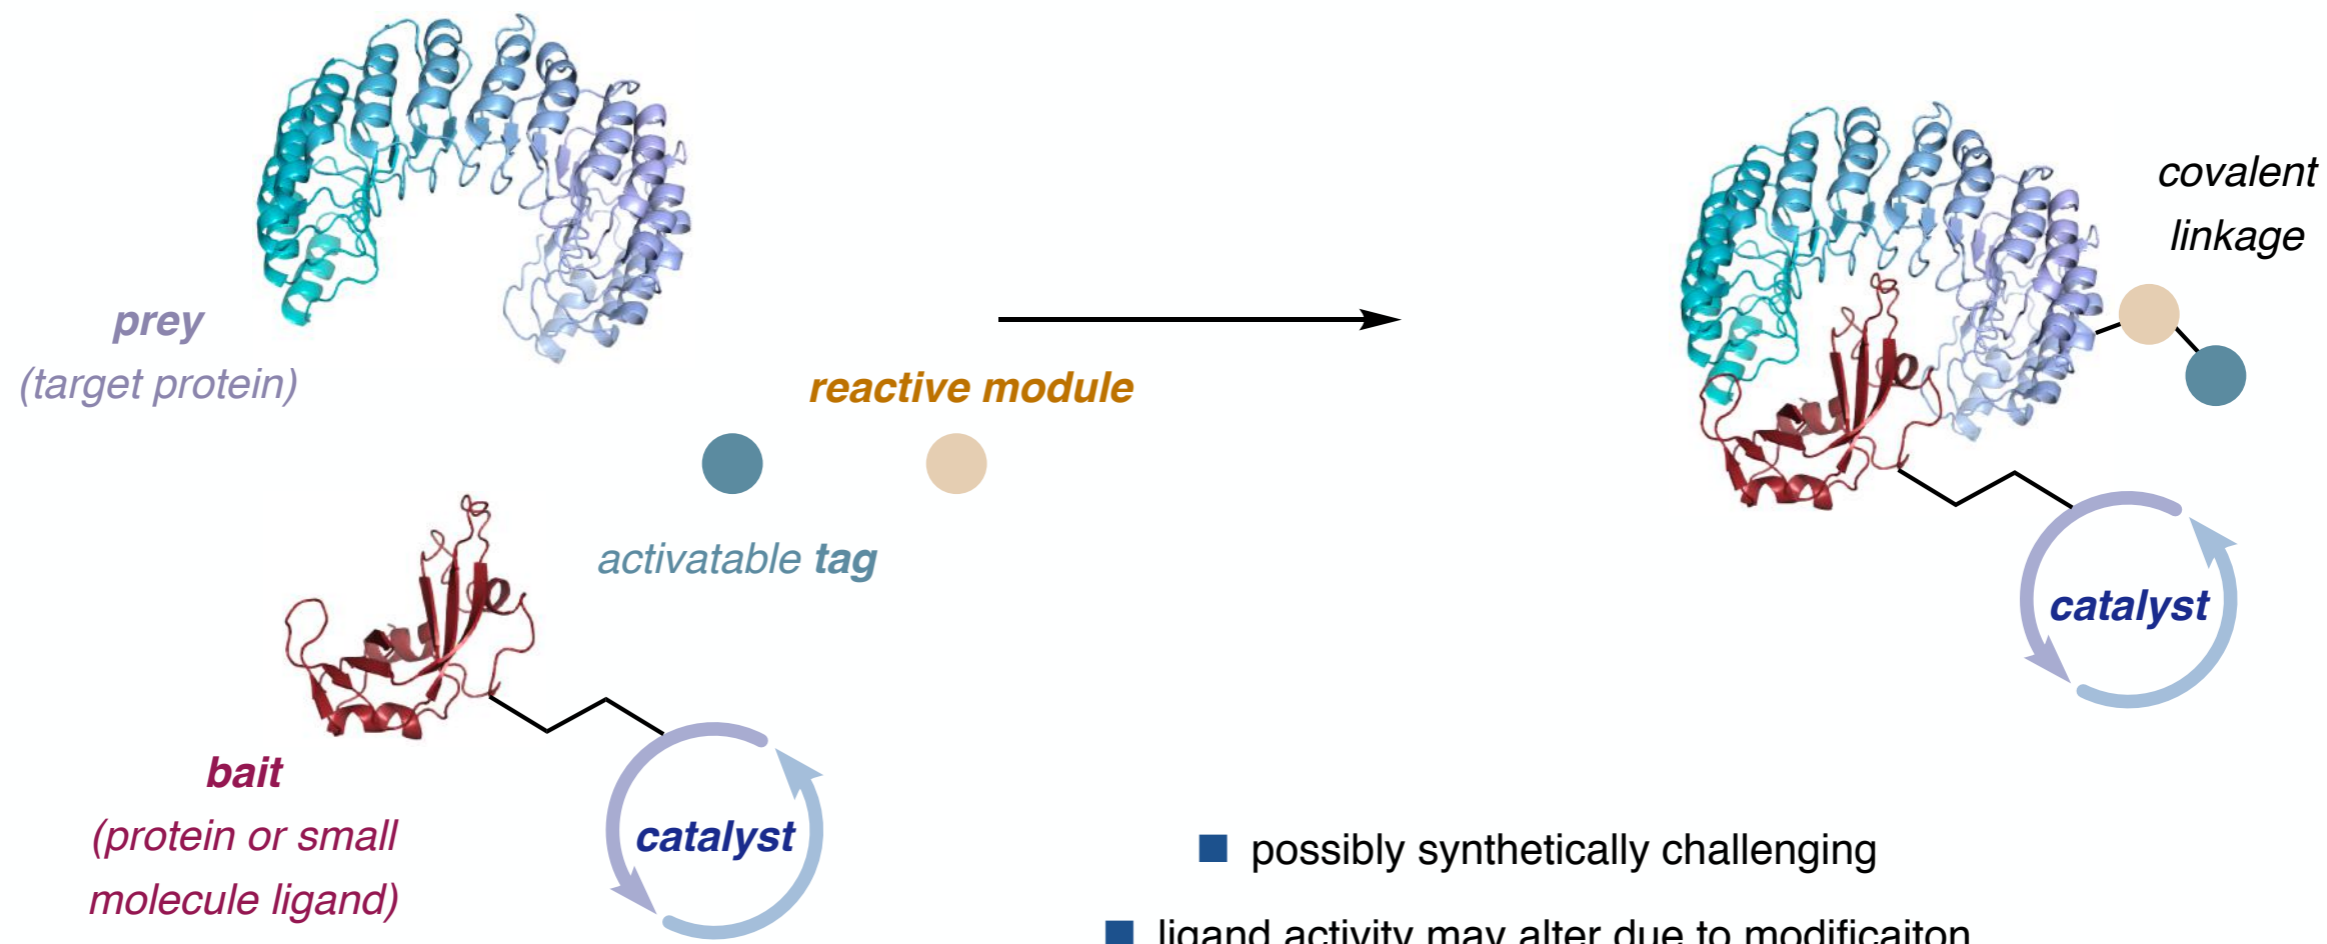 covalent
linkage
prey
(target protein)
reactive module
activatable tag
catalyst
bait
(protein or small
molecule ligand)
catalyst
possibly synthetically challenging
ligand activity may alter due to modificaiton